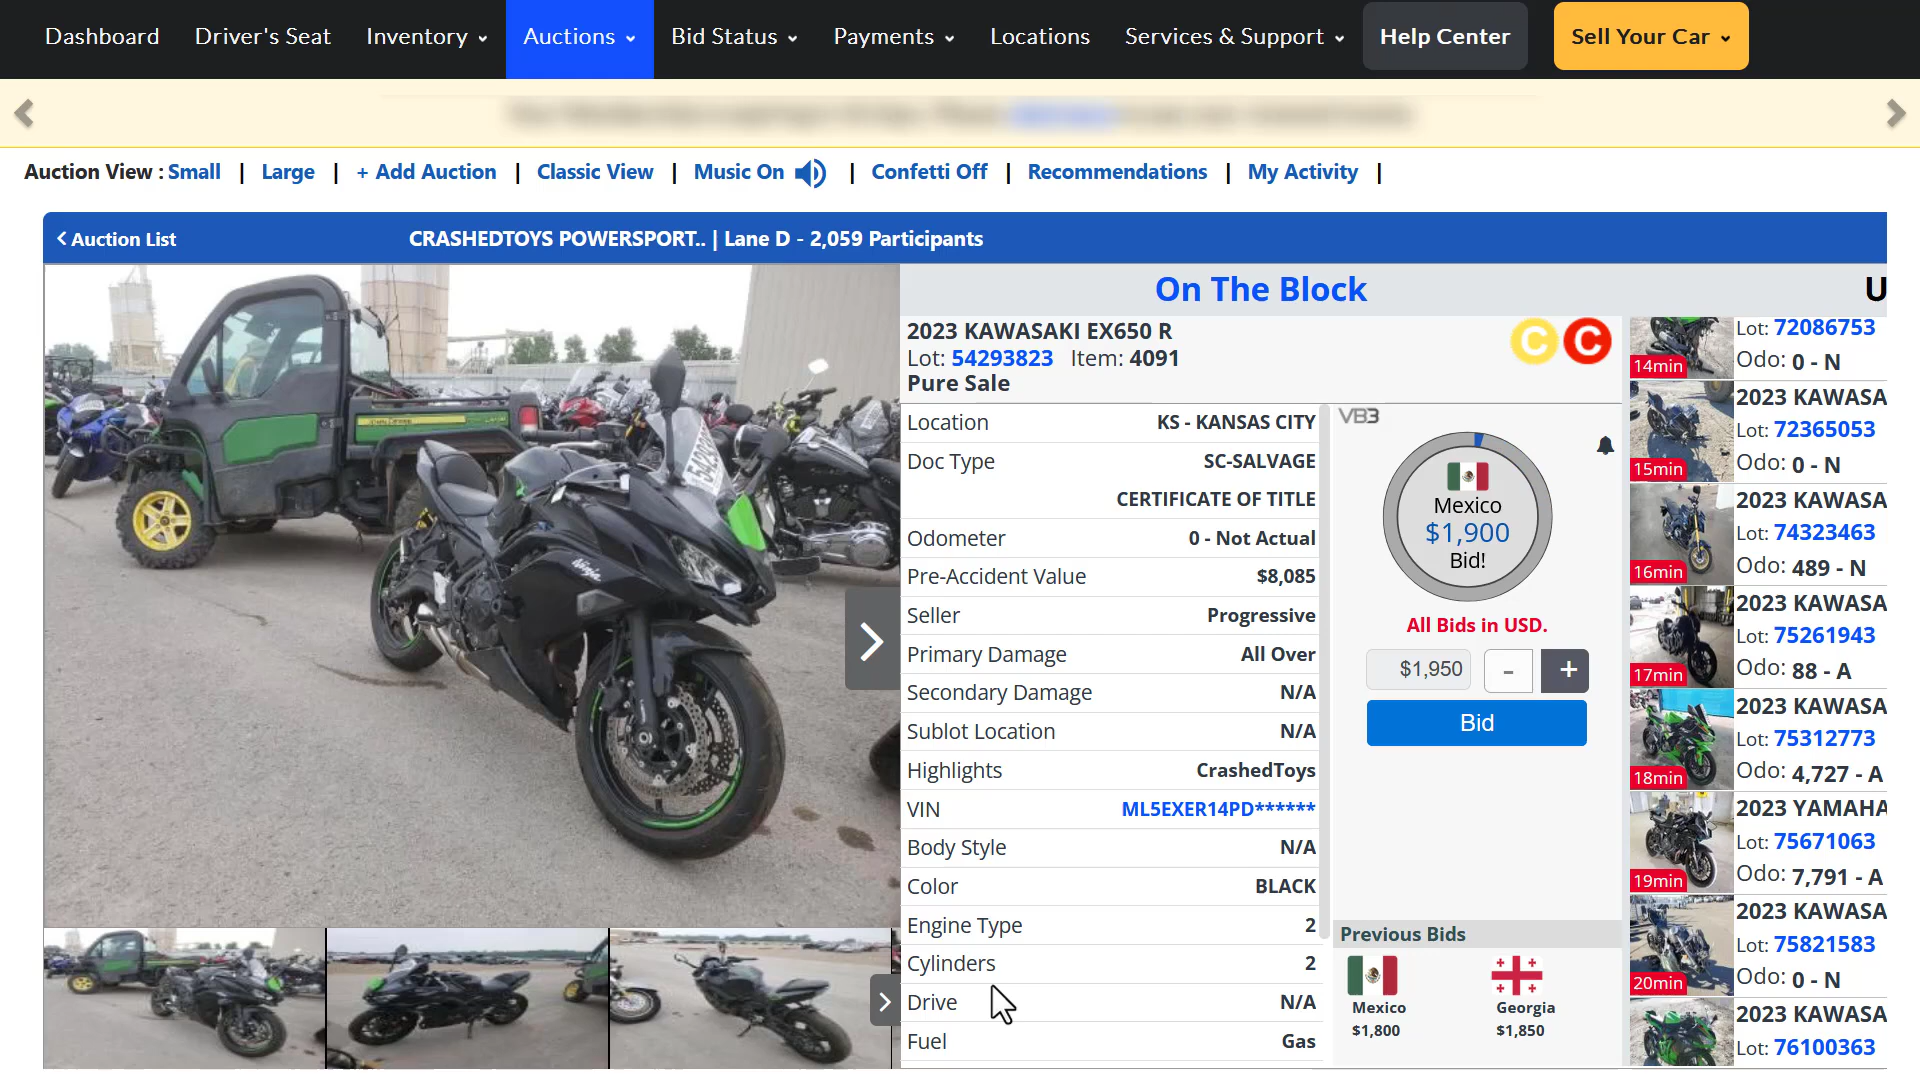 Dashboard Driver's Seat Inventory Auctions Bid Status Payments Locations Services & Support Help Center Sell Your Car
Auction View : Small | Large | + Add Auction | Classic View | Music On | Confetti Off | Recommendations | My Activity |
Auction List CRASHEDTOYS POWERSPORT.. | Lane D - 2,059 Participants
On The Block
U
2023 KAWASAKI EX650 R
Lot: 54293823 Item: 4091
Pure Sale
C C
Location KS - KANSAS CITY
Doc Type SC-SALVAGE
CERTIFICATE OF TITLE
Odometer 0 - Not Actual
Pre-Accident Value $8,085
Seller Progressive
Primary Damage All Over
Secondary Damage N/A
Sublot Location N/A
Highlights CrashedToys
VIN ML5EXER14PD******
Body Style N/A
Color BLACK
Engine Type 2
Cylinders 2
Drive N/A
Fuel Gas
Ninja
VB3
Mexico
$1,900
Bid!
All Bids in USD.
$1,950 - +
Bid
Previous Bids
Mexico
$1,800
Georgia
$1,850
Lot: 72086753
14min Odo: 0 - N
2023 KAWASA
Lot: 72365053
15min Odo: 0 - N
2023 KAWASA
Lot: 74323463
16min Odo: 489 - N
2023 KAWASA
Lot: 75261943
17min Odo: 88 - A
2023 KAWASA
Lot: 75312773
18min Odo: 4,727 - A
2023 YAMAHA
Lot: 75671063
19min Odo: 7,791 - A
2023 KAWASA
Lot: 75821583
20min Odo: 0 - N
2023 KAWASA
Lot: 76100363